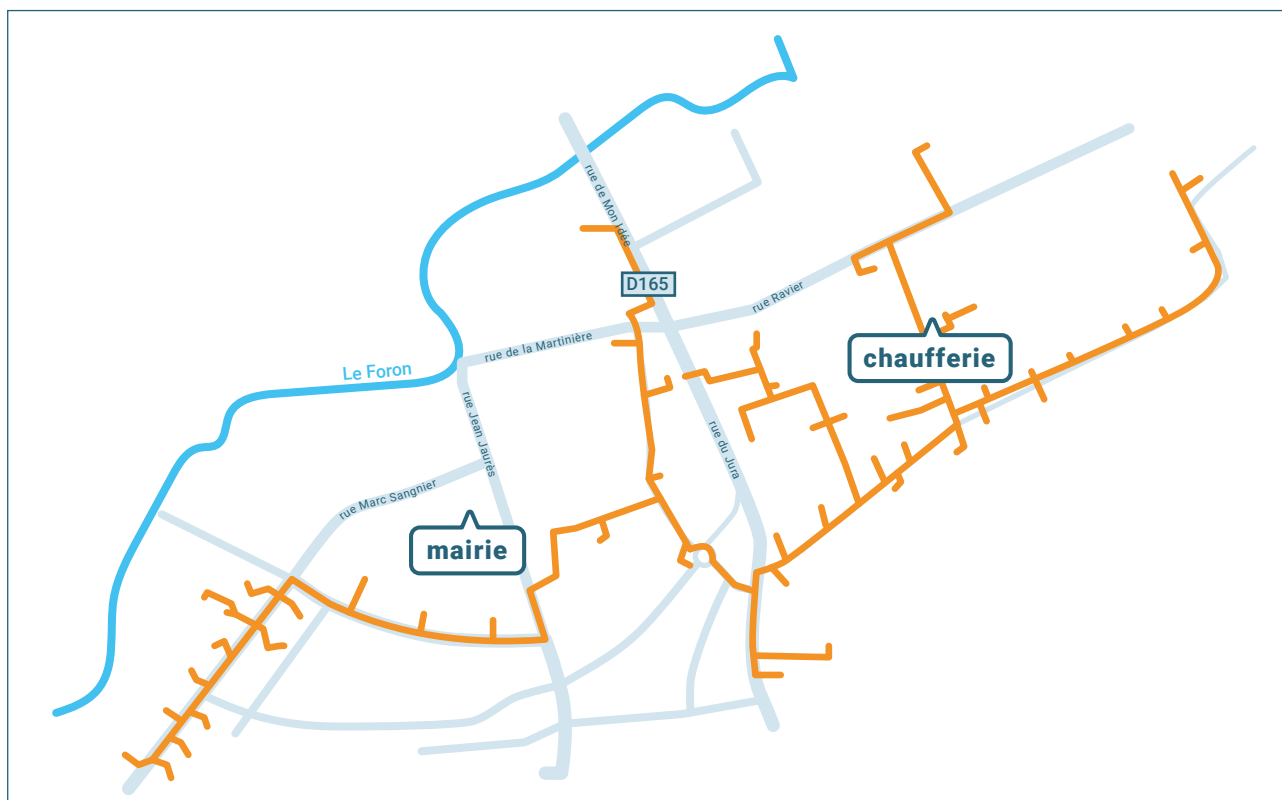 rue de Mon Idée
D165
rue Ravier
rue de la Martinière
chaufferie
Le Foron
rue Jean Jaurès
rue du Jura
rue Marc Sangnier
mairie